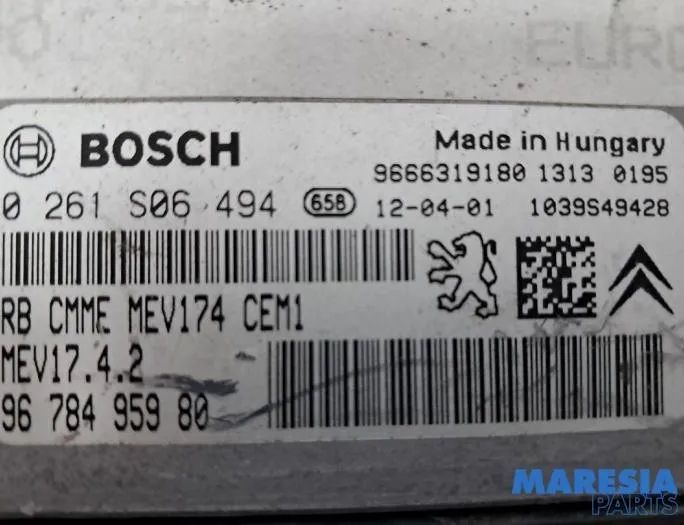 EURO
BOSCH
Made in Hungary
9666319180 1313 0195
0 261 S06 494 658 12-04-01 1039S49428
RB CMME MEV174 CEM1
MEV17.4.2
96 784 959 80
MARESIA
PARTS